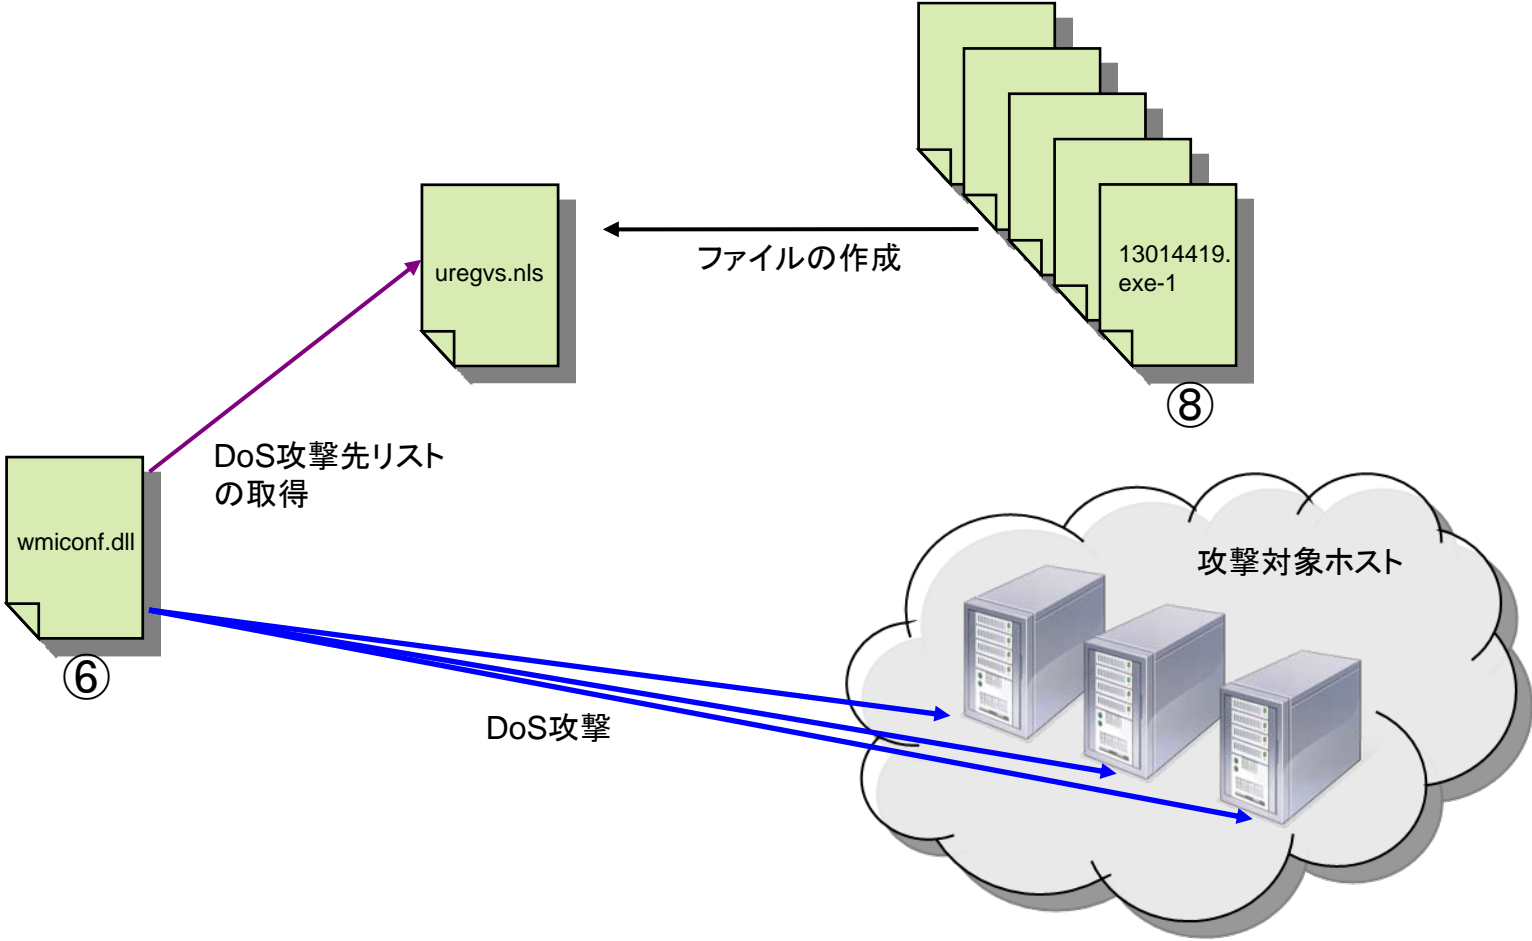 13014419.
exe-1
ファイルの作成
uregvs.nls
⑧
DoS攻撃先リスト
の取得
wmiconf.dll
攻撃対象ホスト
⑥
DoS攻撃